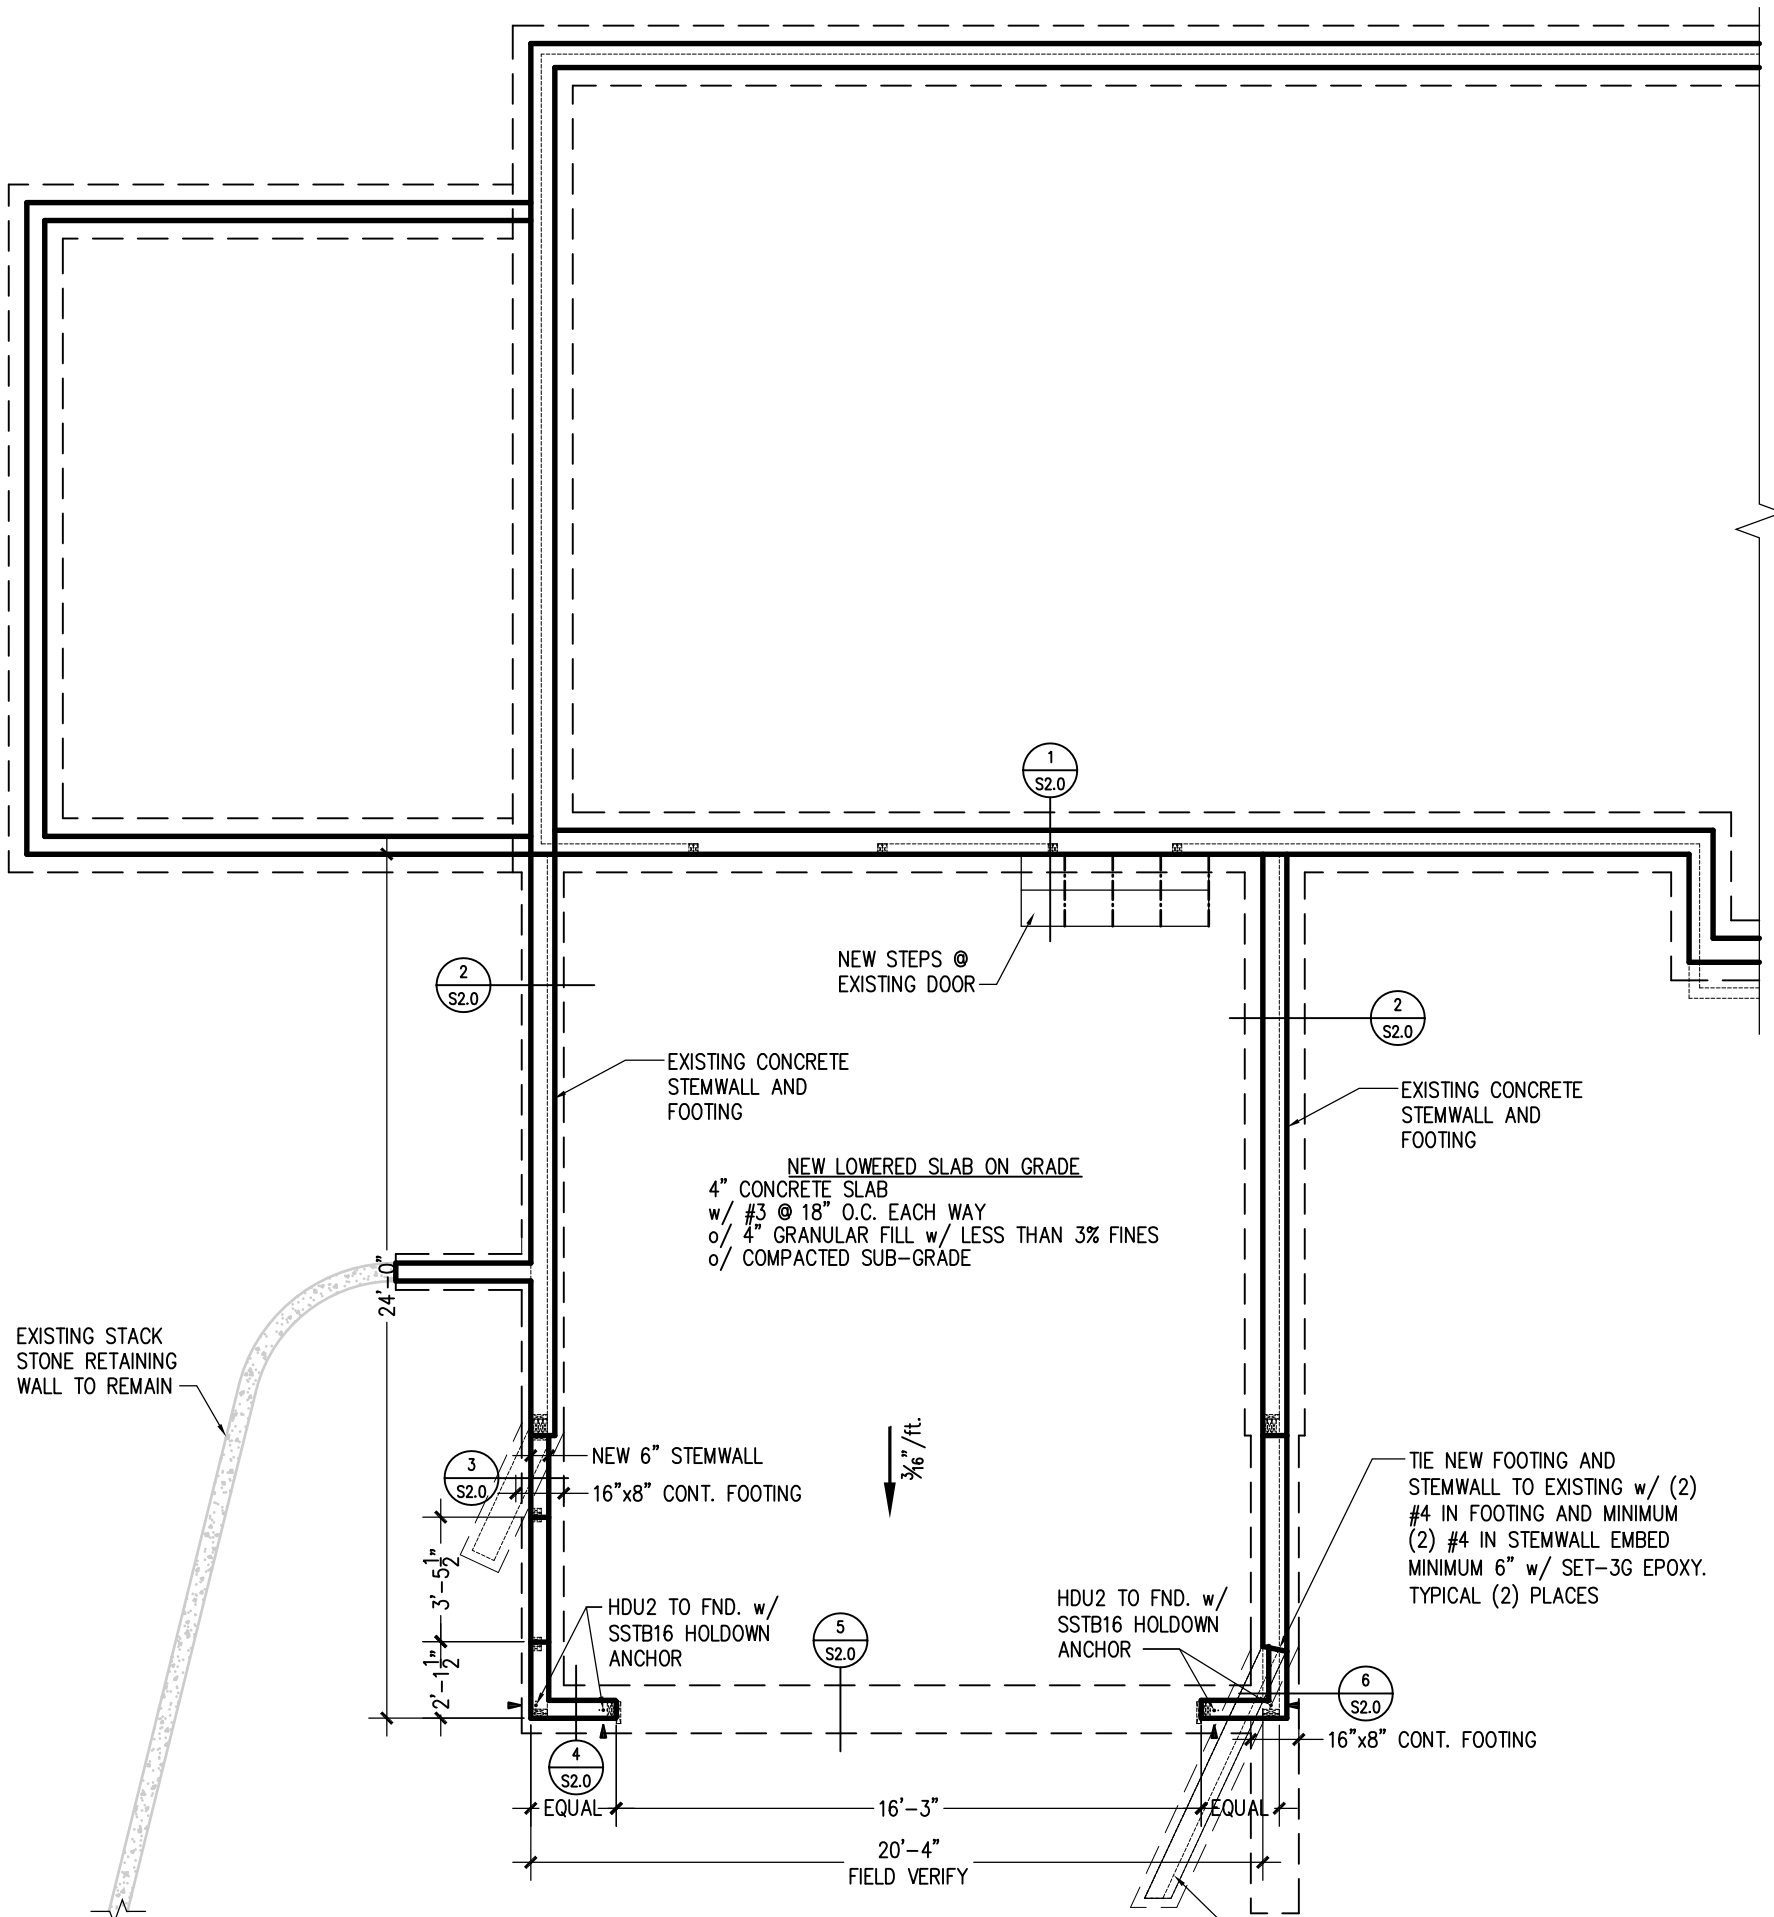 1
S2.0
NEW STEPS @
EXISTING DOOR
2
S2.0
2
S2.0
EXISTING CONCRETE
STEMWALL AND
FOOTING
EXISTING CONCRETE
STEMWALL AND
FOOTING
NEW LOWERED SLAB ON GRADE
4" CONCRETE SLAB
w/ #3 @ 18" O.C. EACH WAY
o/ 4" GRANULAR FILL w/ LESS THAN 3% FINES
o/ COMPACTED SUB-GRADE
24'-0"
EXISTING STACK
STONE RETAINING
WALL TO REMAIN
3/16"/ft.
3
S2.0
NEW 6" STEMWALL
16"x8" CONT. FOOTING
TIE NEW FOOTING AND
STEMWALL TO EXISTING w/ (2)
#4 IN FOOTING AND MINIMUM
(2) #4 IN STEMWALL EMBED
MINIMUM 6" w/ SET-3G EPOXY.
TYPICAL (2) PLACES
3'-5 1/2"
2'-1 1/2"
HDU2 TO FND. w/
SSTB16 HOLDOWN
ANCHOR
5
S2.0
HDU2 TO FND. w/
SSTB16 HOLDOWN
ANCHOR
6
S2.0
16"x8" CONT. FOOTING
4
S2.0
EQUAL
16'-3"
EQUAL
20'-4"
FIELD VERIFY